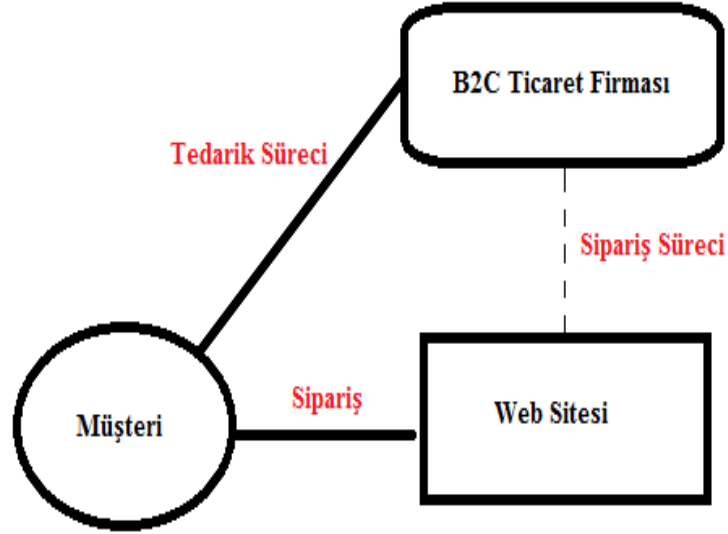 B2C Ticaret Firması
Tedarik Süreci
Sipariş Süreci
Sipariş
Web Sitesi
Müşteri